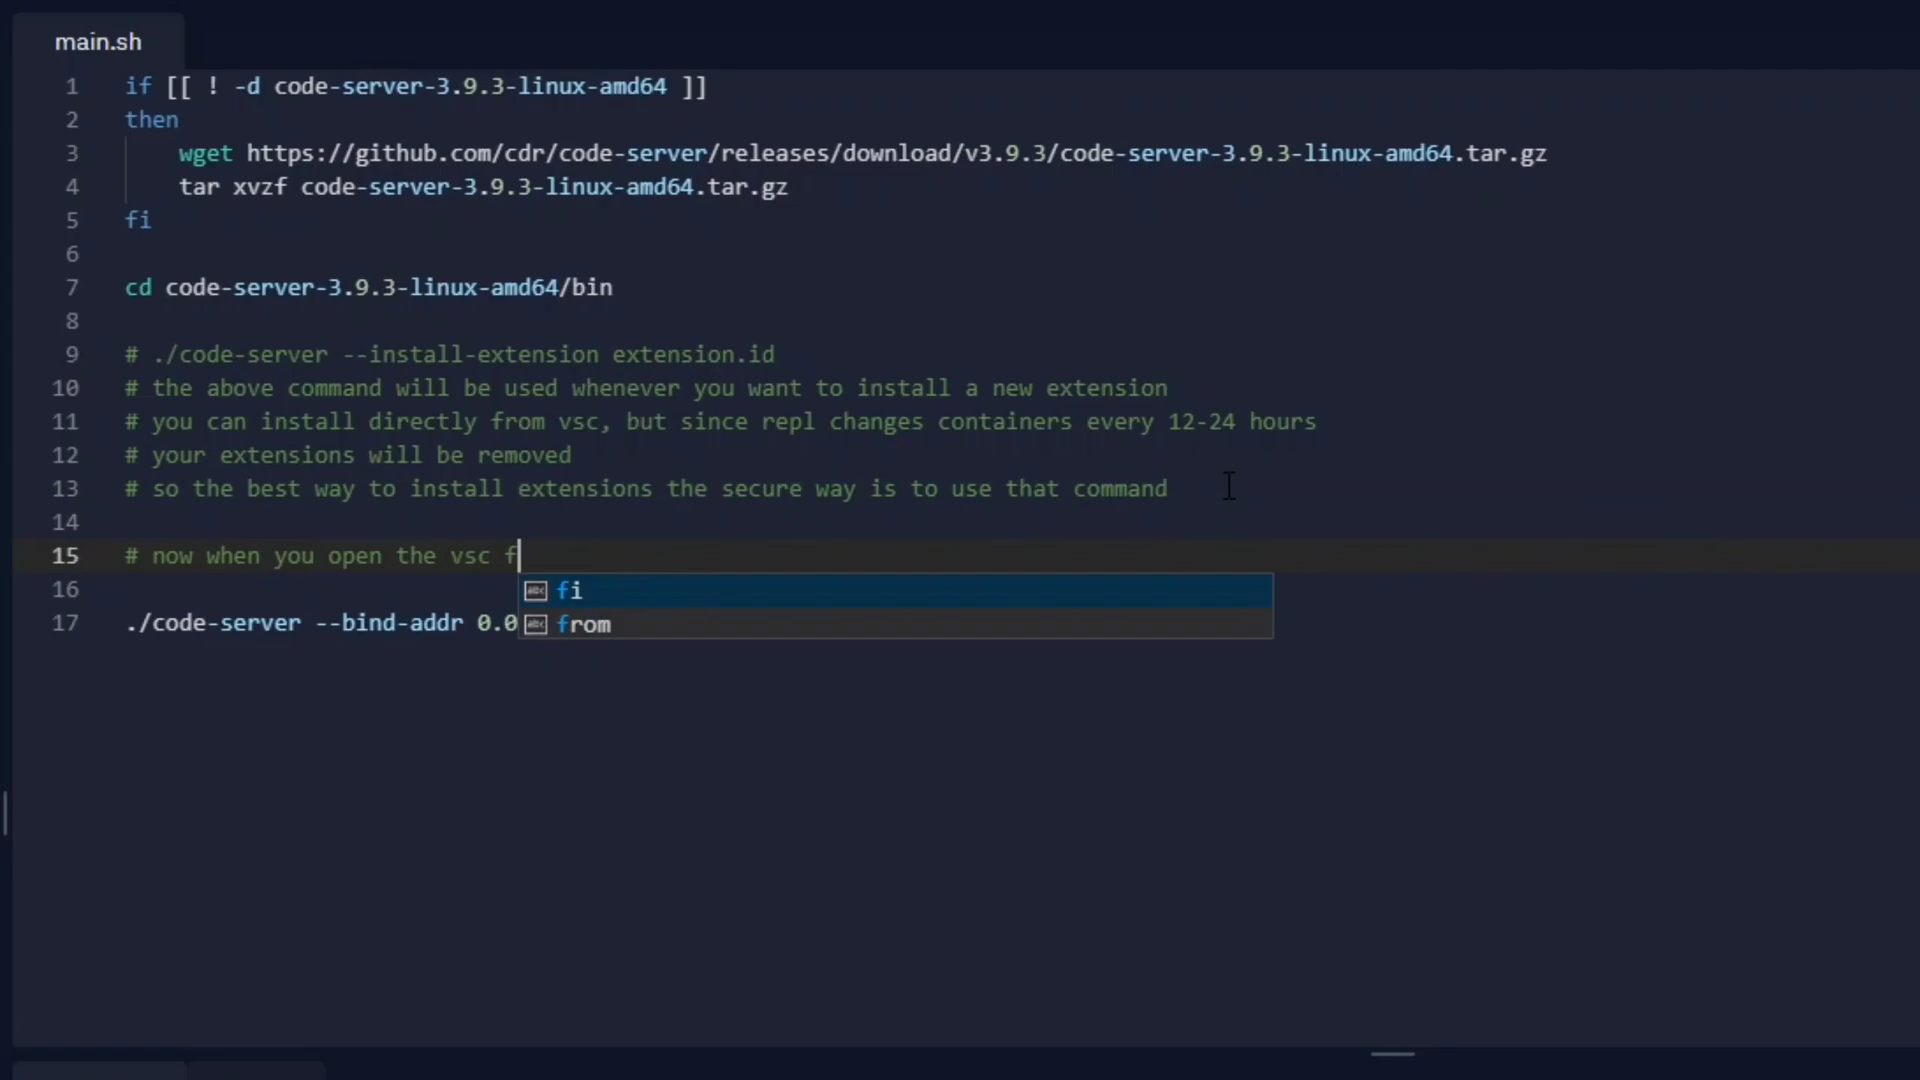 main.sh
1 if [[ ! -d code-server-3.9.3-linux-amd64 ]]
2 then
3 wget https://github.com/cdr/code-server/releases/download/v3.9.3/code-server-3.9.3-linux-amd64.tar.gz
4 tar xvzf code-server-3.9.3-linux-amd64.tar.gz
5 fi
6
7 cd code-server-3.9.3-linux-amd64/bin
8
9 # ./code-server --install-extension extension.id
10 # the above command will be used whenever you want to install a new extension
11 # you can install directly from vsc, but since repl changes containers every 12-24 hours
12 # your extensions will be removed
13 # so the best way to install extensions the secure way is to use that command
14
15 # now when you open the vsc f
16 abc fi
17 ./code-server --bind-addr 0.0 abc from